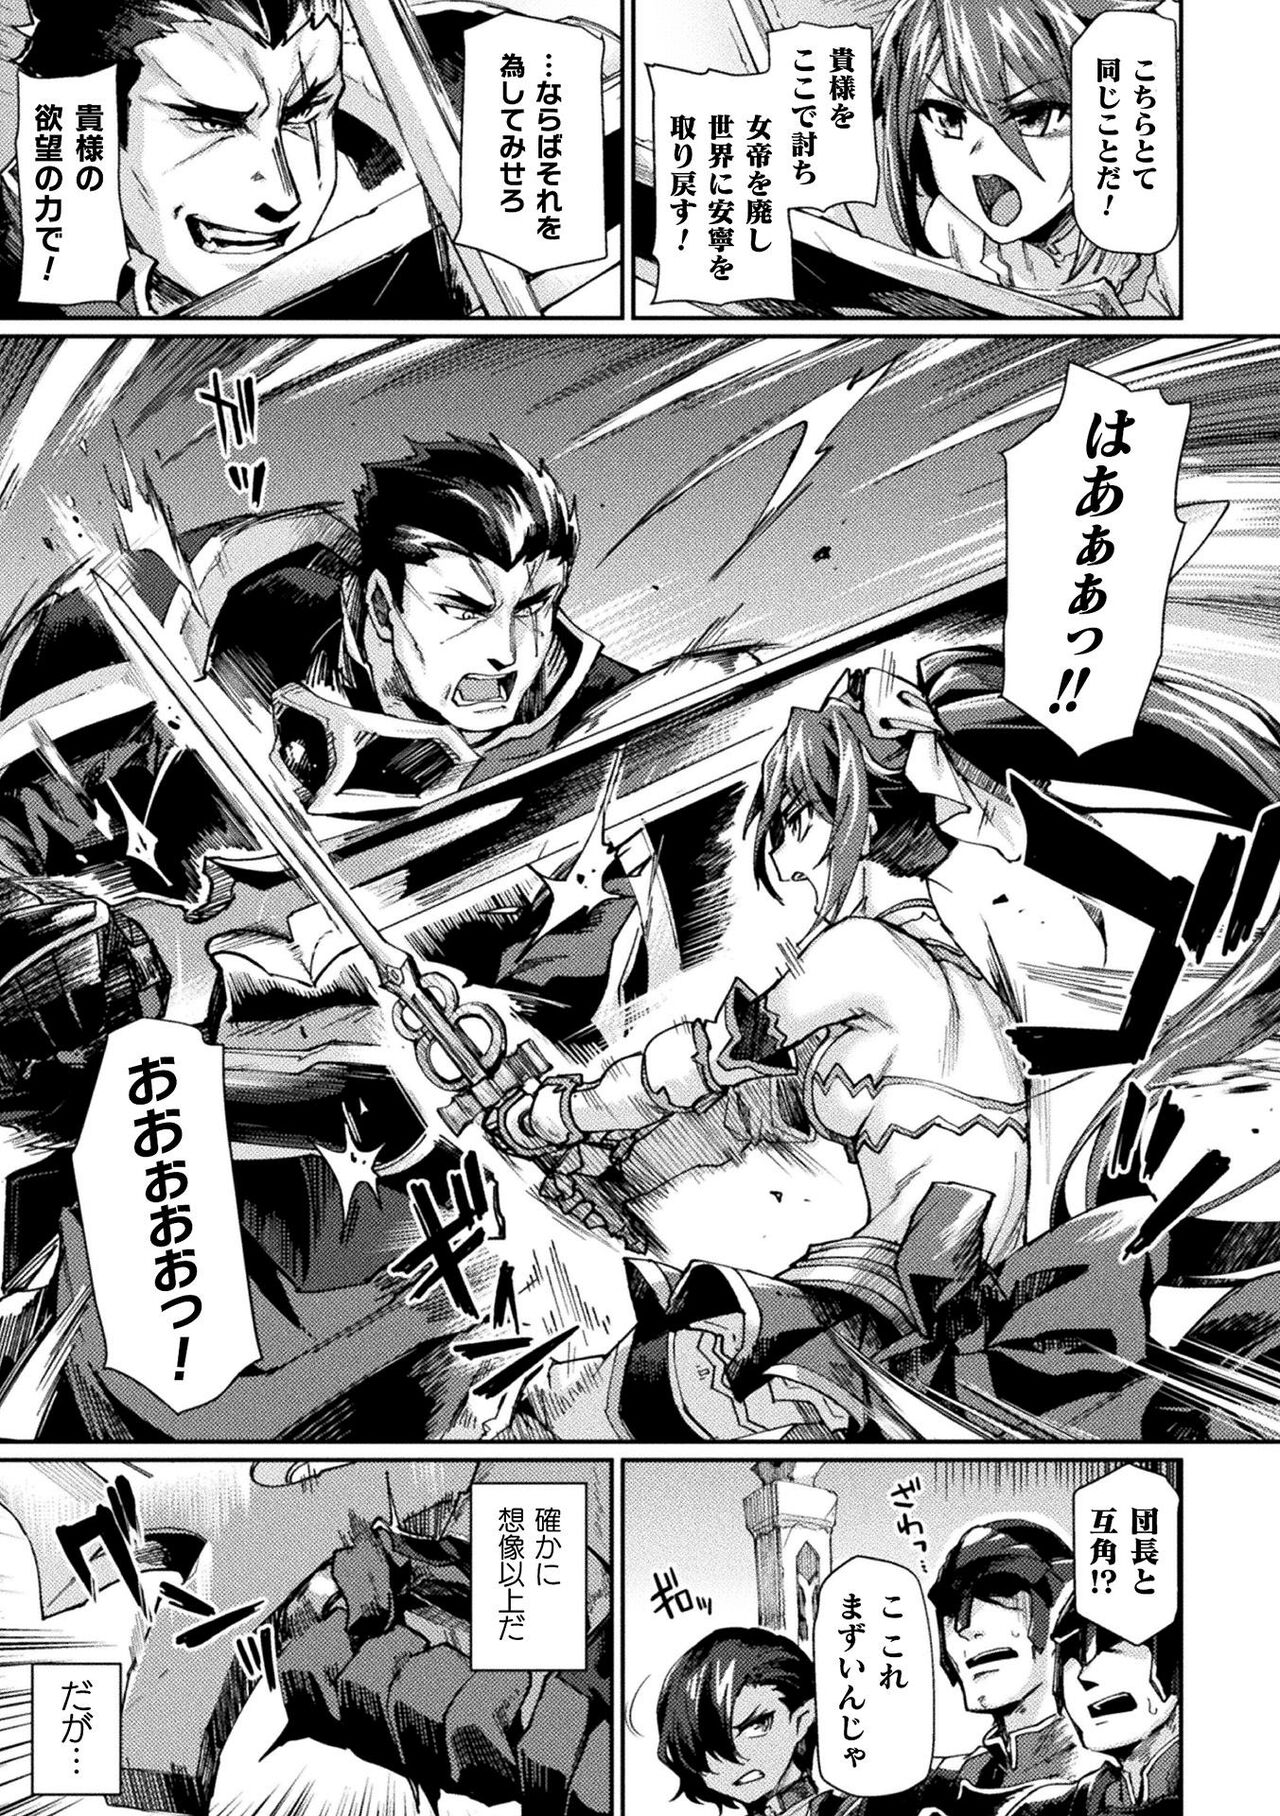 こちらとて
同じことだ!
貴様を
ここで討ち
女帝を廃し
世界に安寧を
取り戻す!
…ならばそれを
為してみせろ
貴様の
欲望の力で!
はあぁぁぁっ!!
ガッ
おおぉおおっ!
ギギギ
団長と
互角!?
ざわっ…
ここれ
まずいんじゃ
ギロッ
確かに
想像以上だ
だが…